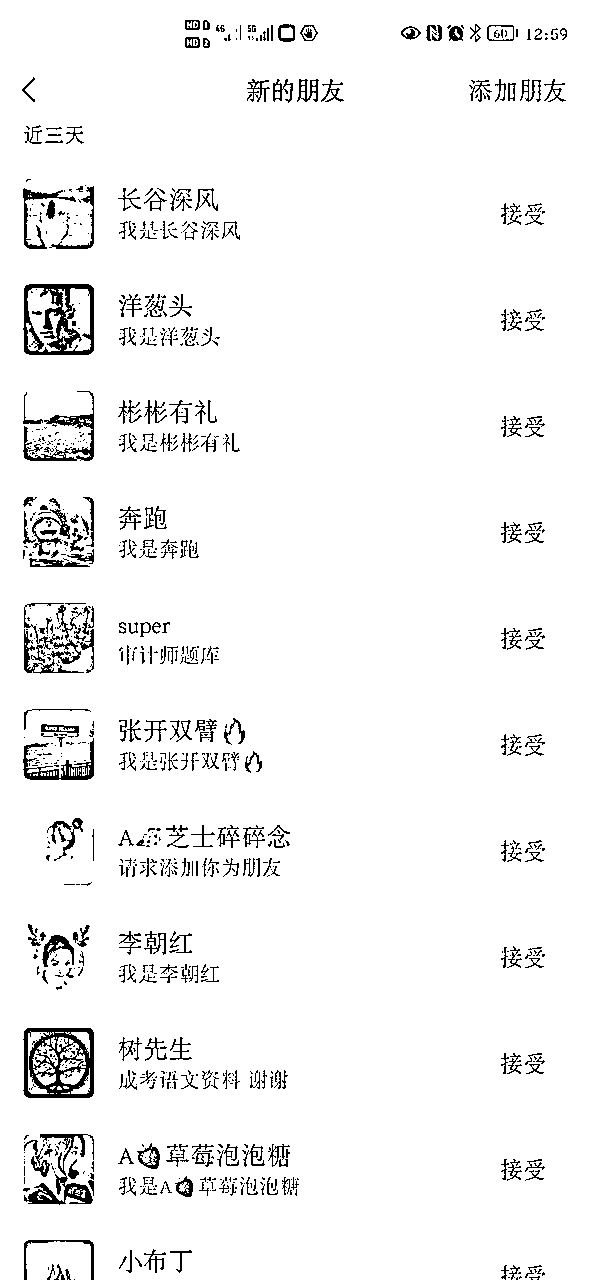 HD 1 4G 5G 60 12:59
HD 2
新的朋友 添加朋友
近三天
长谷深风
我是长谷深风 接受
洋葱头
我是洋葱头 接受
彬彬有礼
我是彬彬有礼 接受
奔跑
我是奔跑 接受
super
审计师题库 接受
张开双臂🔥
我是张开双臂🔥 接受
A🧀芝士碎碎念
请求添加你为朋友 接受
李朝红
我是李朝红 接受
树先生
成考语文资料 谢谢 接受
A🍓草莓泡泡糖
我是A🍓草莓泡泡糖 接受
小布丁
接受